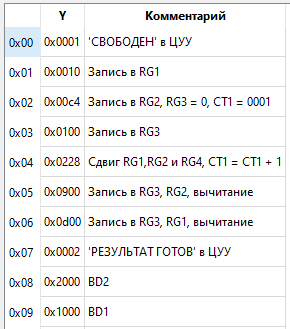 Y Комментарий
0x00 0x0001 'СВОБОДЕН' в ЦУУ
0x01 0x0010 Запись в RG1
0x02 0x00c4 Запись в RG2, RG3 = 0, CT1 = 0001
0x03 0x0100 Запись в RG3
0x04 0x0228 Сдвиг RG1,RG2 и RG4, CT1 = CT1 + 1
0x05 0x0900 Запись в RG3, RG2, вычитание
0x06 0x0d00 Запись в RG3, RG1, вычитание
0x07 0x0002 'РЕЗУЛЬТАТ ГОТОВ' в ЦУУ
0x08 0x2000 BD2
0x09 0x1000 BD1